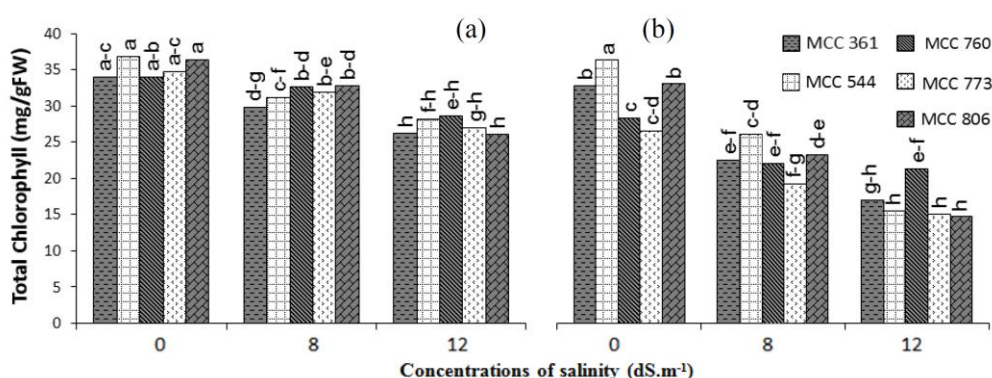 (a)
(b)
Total Chlorophyll (mg/gFW)
40
35
30
25
20
15
10
5
0
a-c
a
a-b
a-c
a
d-g
c-f
b-d
b-e
b-d
h
f-h
e-h
g-h
h
b
a
c
c-d
b
e-f
c-d
e-f
f-g
d-e
g-h
h
e-f
h
h
MCC 361
MCC 760
MCC 544
MCC 773
MCC 806
0
8
12
0
8
12
Concentrations of salinity (dS.m-1)